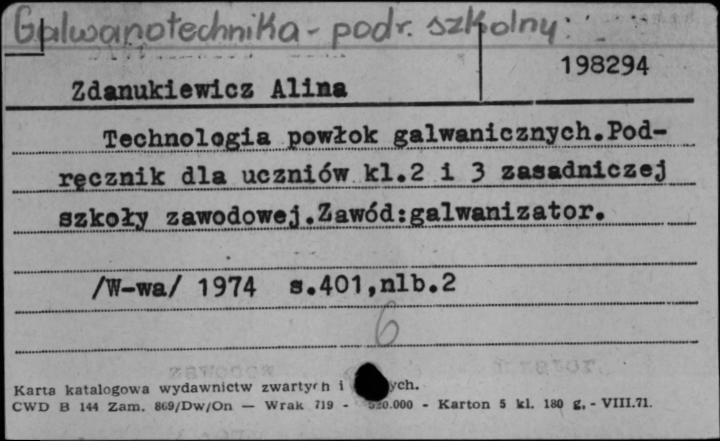 Galwanotechnika - podr. szkolny.
198294
Zdanukiewicz Alina
Technologia powłok galwanicznych.Pod-
ręcznik dla uczniów kl.2 i 3 zasadniczej
szkoły zawodowej.Zawód:galwanizator.
/W-wa/ 1974 s.401,nlb.2
6
Karta katalogowa wydawnictw zwartych i
CWD B 144 Zam. 869/Dw/On — Wrak 719 - - Karton 5 kl. 180 g. - VIII.71.